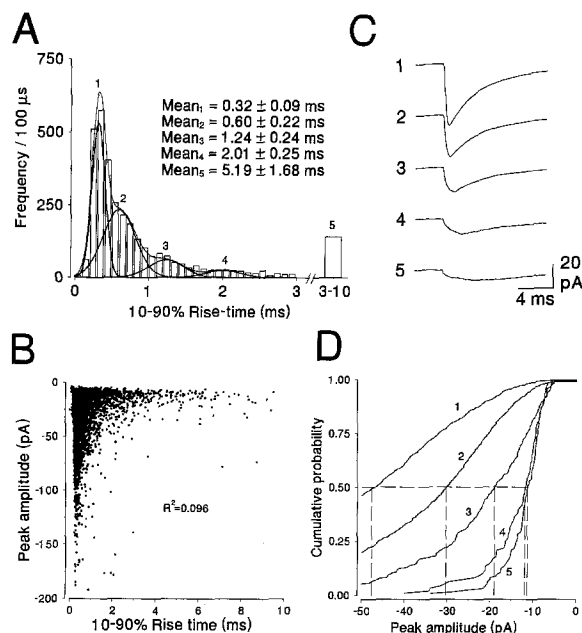 A
750
500
250
0
Frequency / 100 µs
1
2
3
4
5
Mean1 = 0.32 ± 0.09 ms
Mean2 = 0.60 ± 0.22 ms
Mean3 = 1.24 ± 0.24 ms
Mean4 = 2.01 ± 0.25 ms
Mean5 = 5.19 ± 1.68 ms
0 1 2 3 3-10
10-90% Rise-time (ms)
C
1
2
3
4
5
20
pA
4 ms
B
0
-50
-100
-150
-200
Peak amplitude (pA)
R2=0.096
0 2 4 6 8 10
10-90% Rise time (ms)
D
1.00
0.75
0.50
0.25
0.00
Cumulative probability
1
2
3
4
5
-50 -40 -30 -20 -10 0
Peak amplitude (pA)